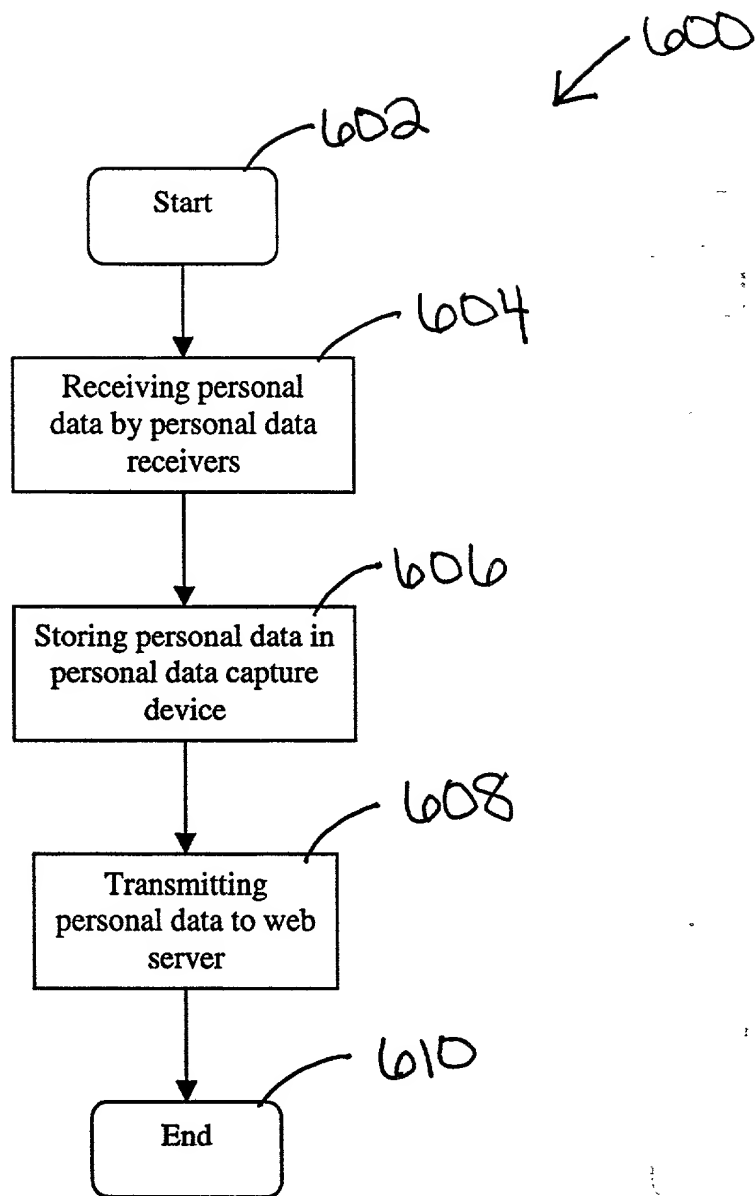 600
602
Start
604
Receiving personal
data by personal data
receivers
606
Storing personal data in
personal data capture
device
608
Transmitting
personal data to web
server
610
End